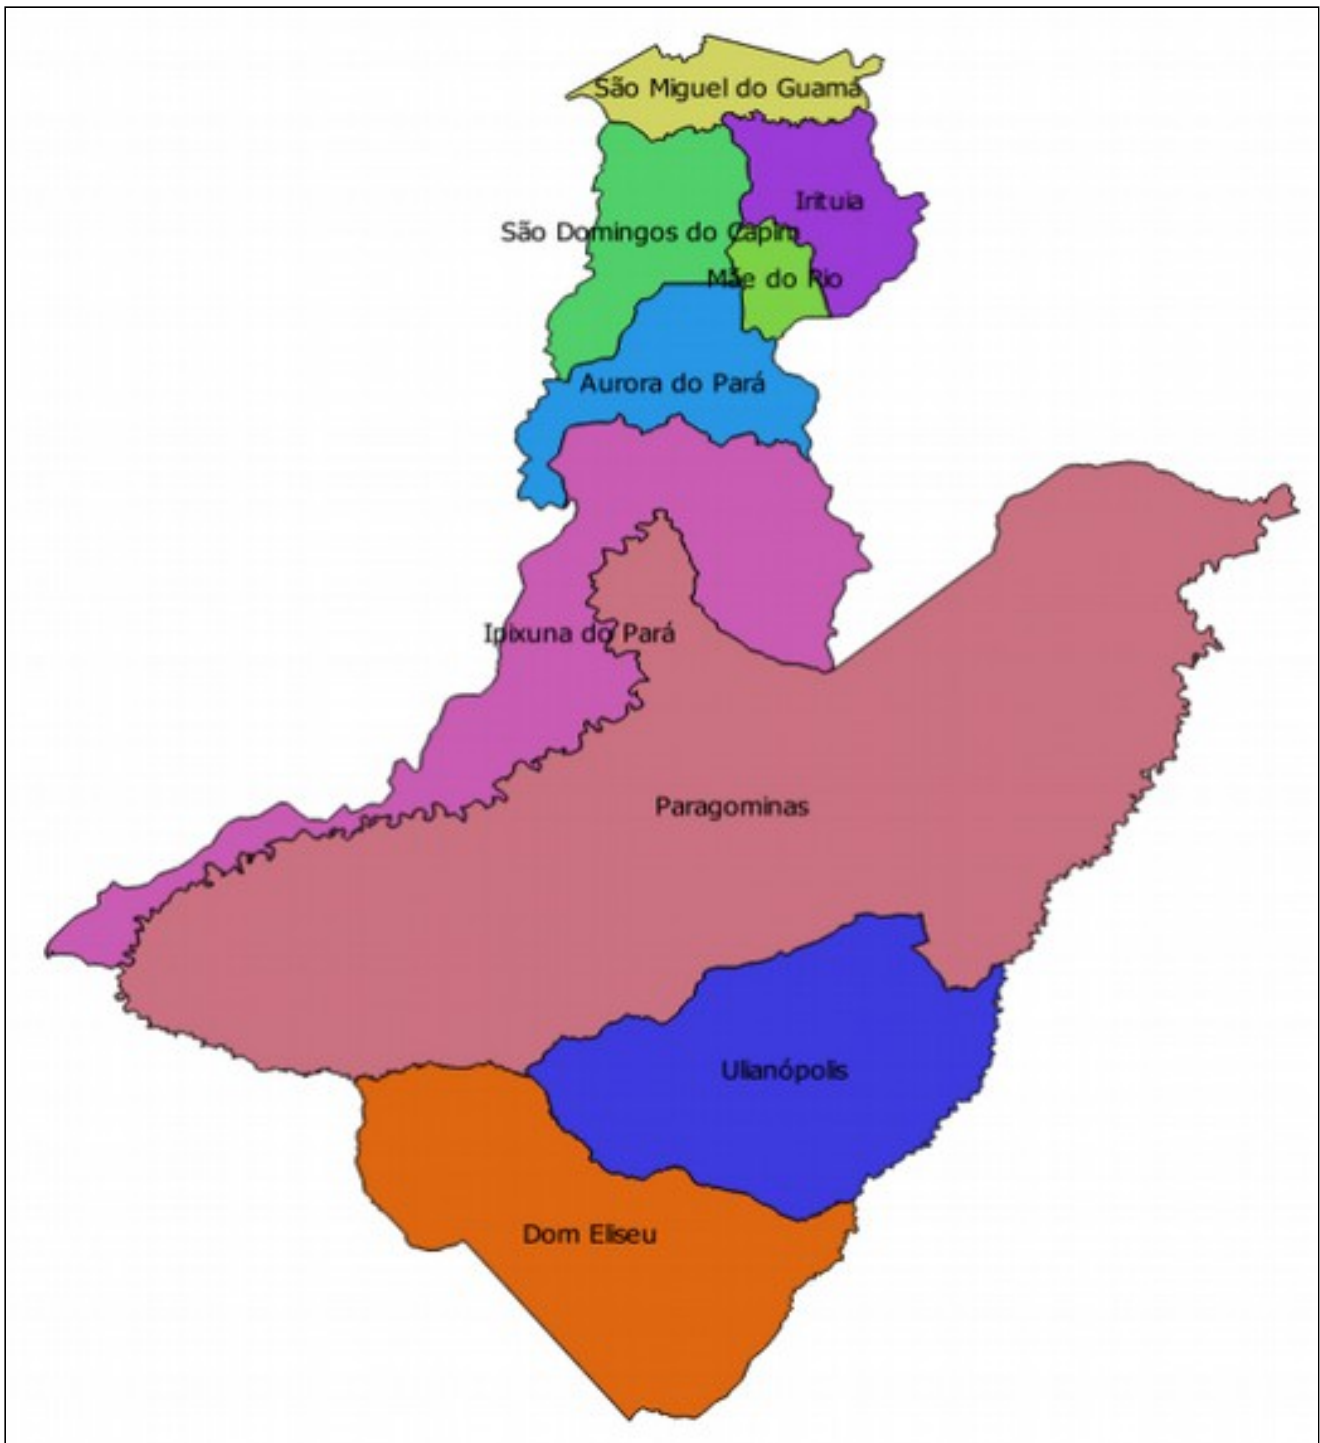 São Miguel do Guamá
Irituia
São Domingos do Capim
Mãe do Rio
Aurora do Pará
Ipixuna do Pará
Paragominas
Ulianópolis
Dom Eliseu